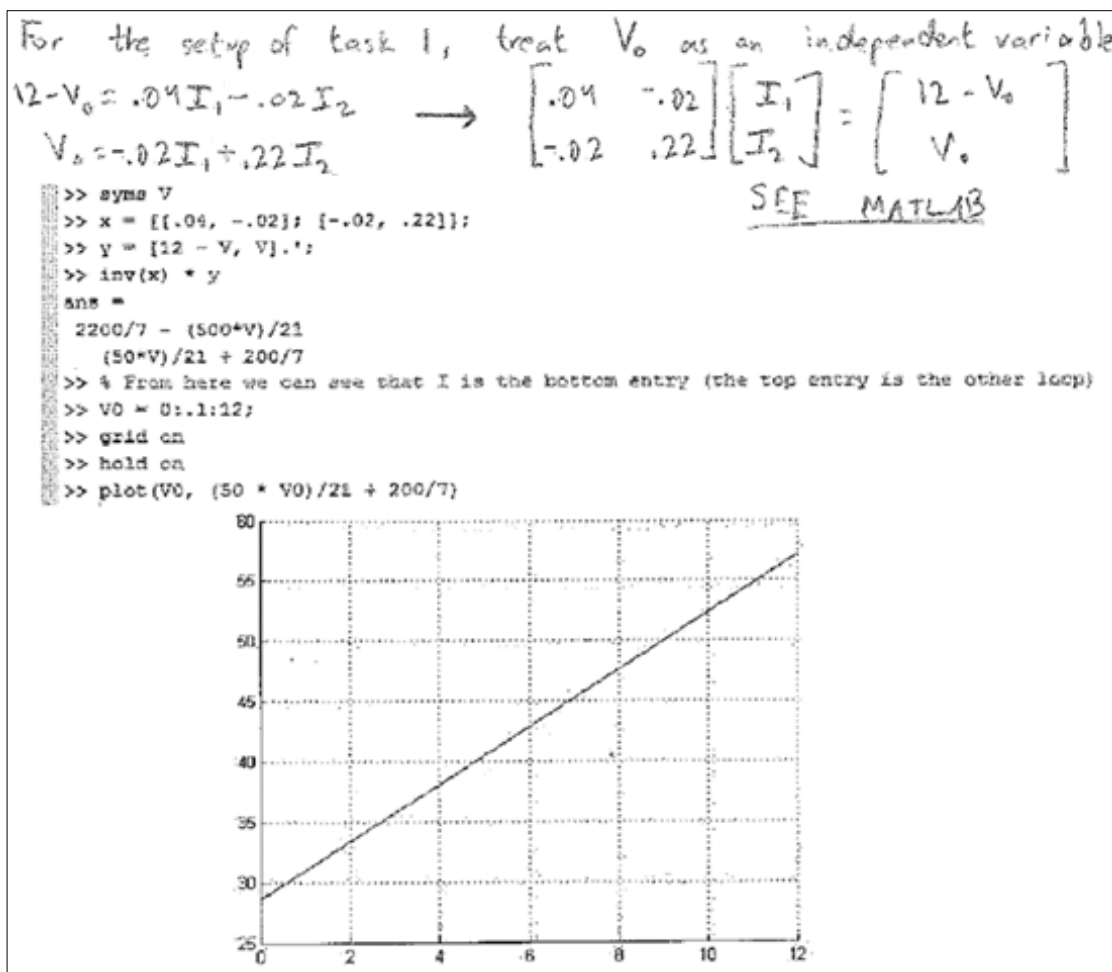 For the setup of task 1, treat V₀ as an independent variable
12-V₀ = .04I₁ - .02I₂ → [.04 -.02; -.02 .22] [I₁; I₂] = [12 - V₀; V₀]
V₀ = -.02I₁ + .22I₂
SEE MATLAB
>> syms V
>> x = [[.04, -.02]; [-.02, .22]];
>> y = [12 - V, V].';
>> inv(x) * y
ans =
2200/7 - (500*V)/21
(50*V)/21 + 200/7
>> % From here we can see that I is the bottom entry (the top entry is the other loop)
>> V0 = 0:.1:12;
>> grid on
>> hold on
>> plot(V0, (50 * V0)/21 + 200/7)
60
55
50
45
40
35
30
25
0 2 4 6 8 10 12